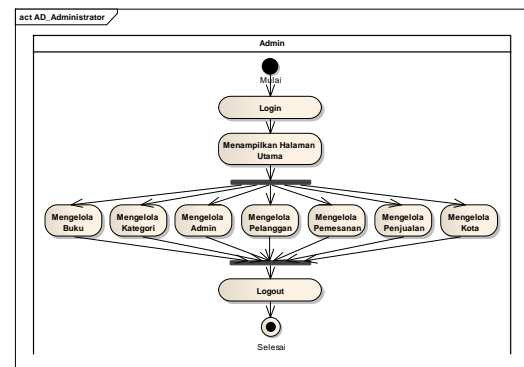 act AD_Administrator
Admin
Mulai
Login
Menampilkan Halaman
Utama
Mengelola
Buku
Mengelola
Kategori
Mengelola
Admin
Mengelola
Pelanggan
Mengelola
Pemesanan
Mengelola
Penjualan
Mengelola
Kota
Logout
Selesai